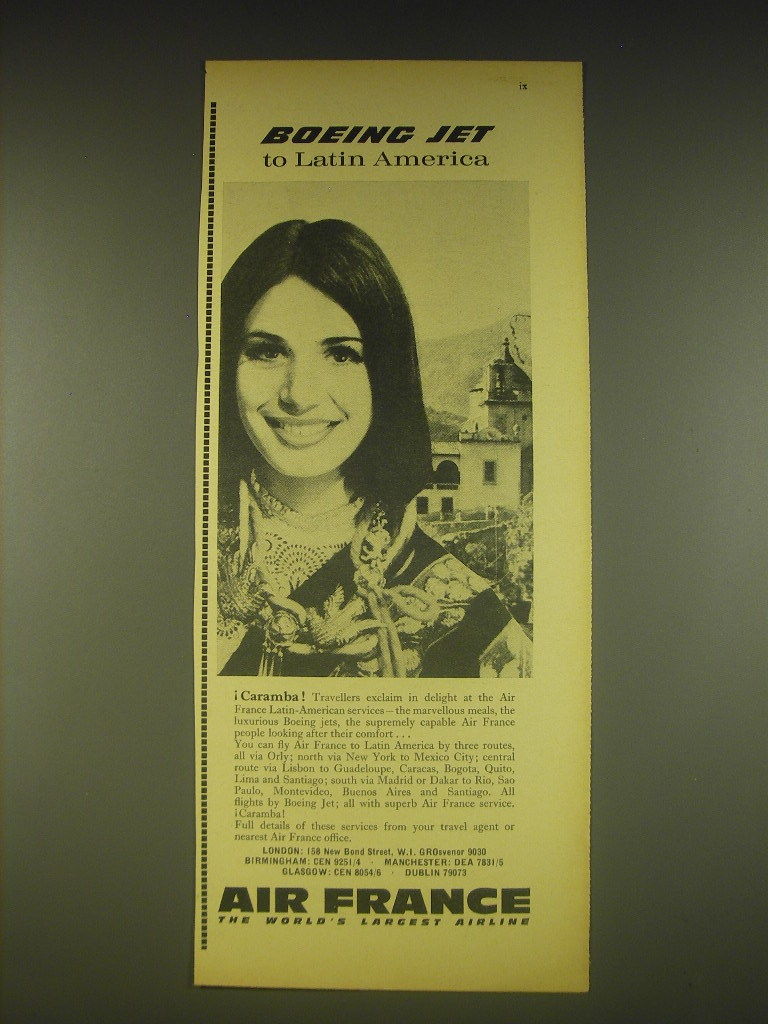 ix
BOEING JET
to Latin America
¡Caramba! Travellers exclaim in delight at the Air
France Latin-American services—the marvellous meals, the
luxurious Boeing jets, the supremely capable Air France
people looking after their comfort . . .
You can fly Air France to Latin America by three routes,
all via Orly; north via New York to Mexico City; central
route via Lisbon to Guadeloupe, Caracas, Bogota, Quito,
Lima and Santiago; south via Madrid or Dakar to Rio, Sao
Paulo, Montevideo, Buenos Aires and Santiago. All
flights by Boeing Jet; all with superb Air France service.
¡Caramba!
Full details of these services from your travel agent or
nearest Air France office.
LONDON: 158 New Bond Street, W.I. GROsvenor 9030
BIRMINGHAM: CEN 9251/4 · MANCHESTER: DEA 7831/5
GLASGOW: CEN 8054/6 · DUBLIN 79073
AIR FRANCE
THE WORLD'S LARGEST AIRLINE